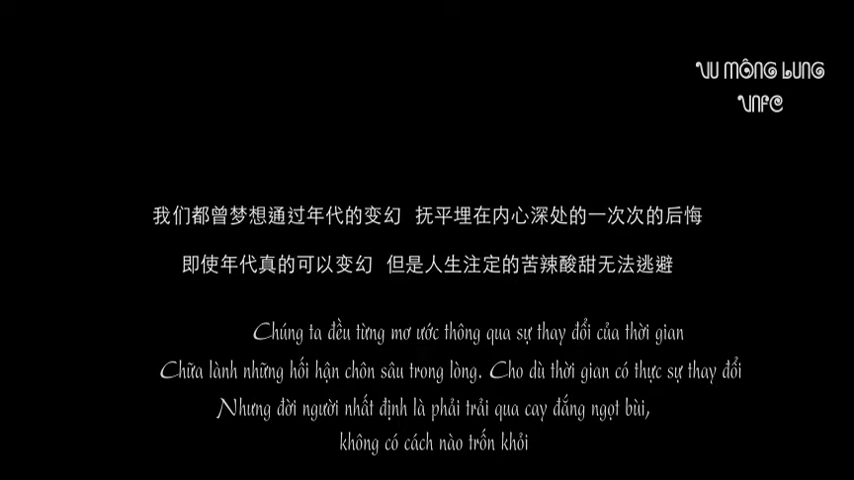 VU MÔNG LUNG
VNFC
我们都曾梦想通过年代的变幻 抚平埋在内心深处的一次次的后悔
即使年代真的可以变幻 但是人生注定的苦辣酸甜无法逃避
Chúng ta đều từng mơ ước thông qua sự thay đổi của thời gian
Chữa lành những hối hận chôn sâu trong lòng. Cho dù thời gian có thực sự thay đổi
Nhưng đời người nhất định là phải trải qua cay đắng ngọt bùi,
không có cách nào trốn khỏi